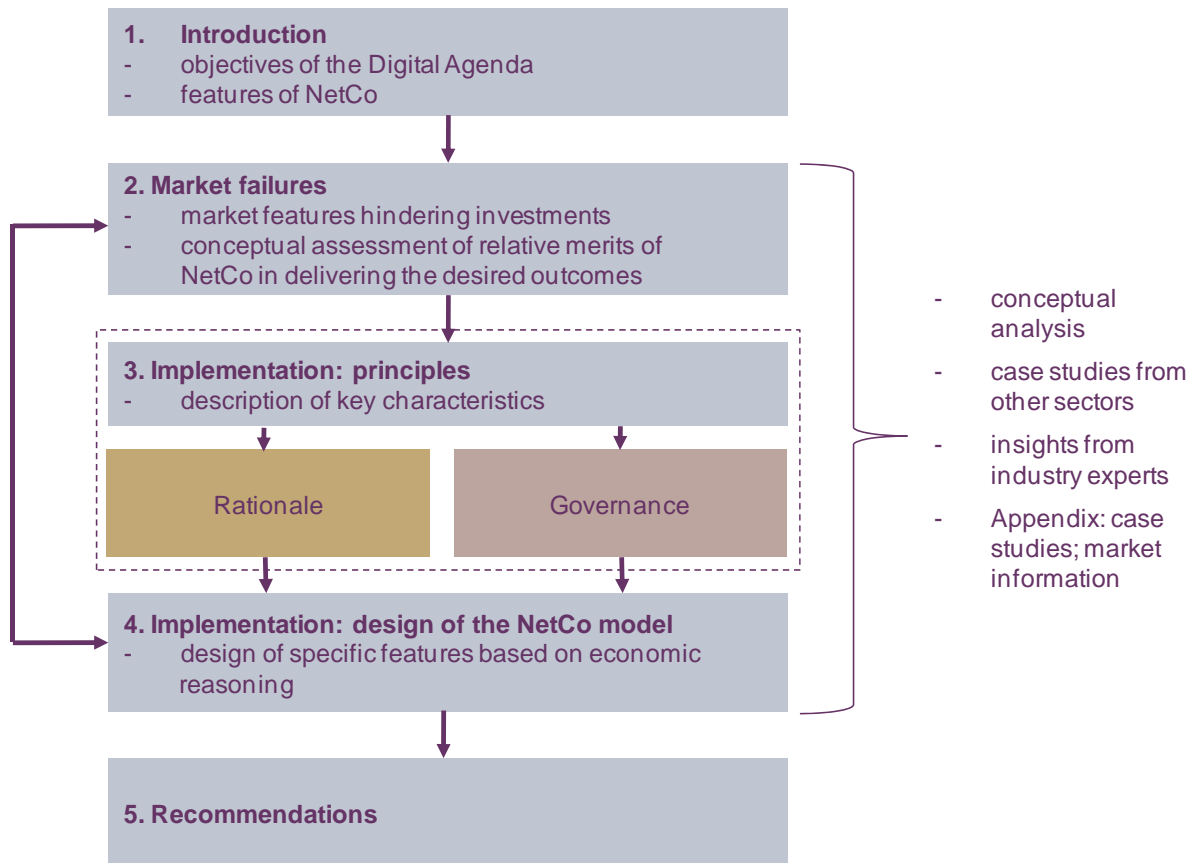 1. Introduction
- objectives of the Digital Agenda
- features of NetCo
2. Market failures
- market features hindering investments
- conceptual assessment of relative merits of
NetCo in delivering the desired outcomes
3. Implementation: principles
- description of key characteristics
Rationale
Governance
4. Implementation: design of the NetCo model
- design of specific features based on economic
reasoning
5. Recommendations
- conceptual
analysis
- case studies from
other sectors
- insights from
industry experts
- Appendix: case
studies; market
information